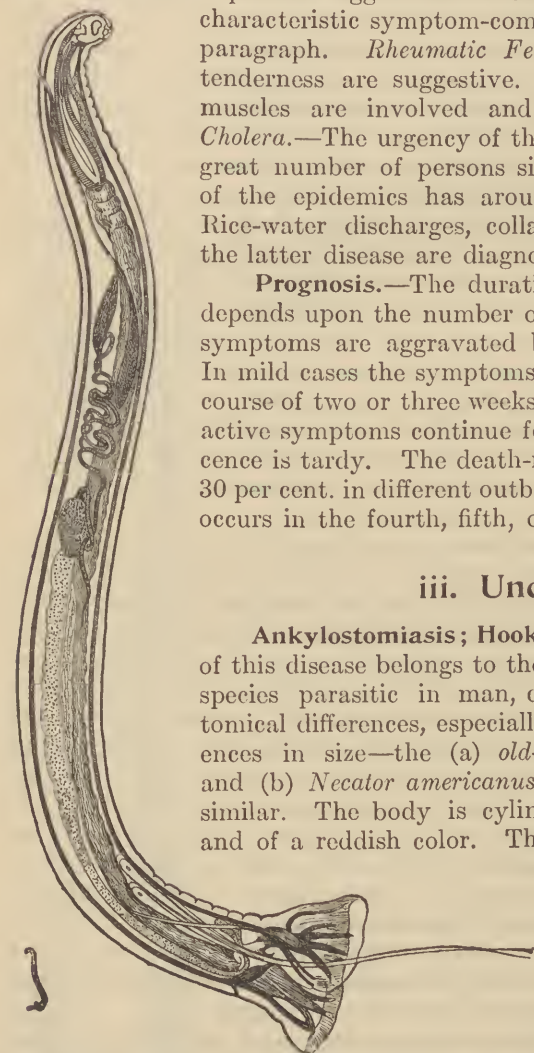 characteristic symptom-com
paragraph. Rheumatic Fe
tenderness are suggestive.
muscles are involved and
Cholera.—The urgency of th
great number of persons si
of the epidemics has arou
Rice-water discharges, colla
the latter disease are diagno
Prognosis.—The durati
depends upon the number o
symptoms are aggravated
In mild cases the symptoms
course of two or three weeks
active symptoms continue f
cence is tardy. The death-
30 per cent. in different outb
occurs in the fourth, fifth,
iii. Unc
Ankylostomiasis; Hook
of this disease belongs to the
species parasitic in man,
tomical differences, especiall
ences in size—the (a) old-
and (b) Necator americanus
similar. The body is cylin
and of a reddish color. Th